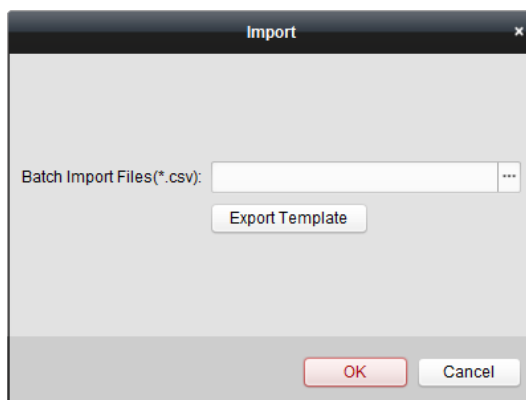 Import
×
Batch Import Files(*.csv):
...
Export Template
OK
Cancel